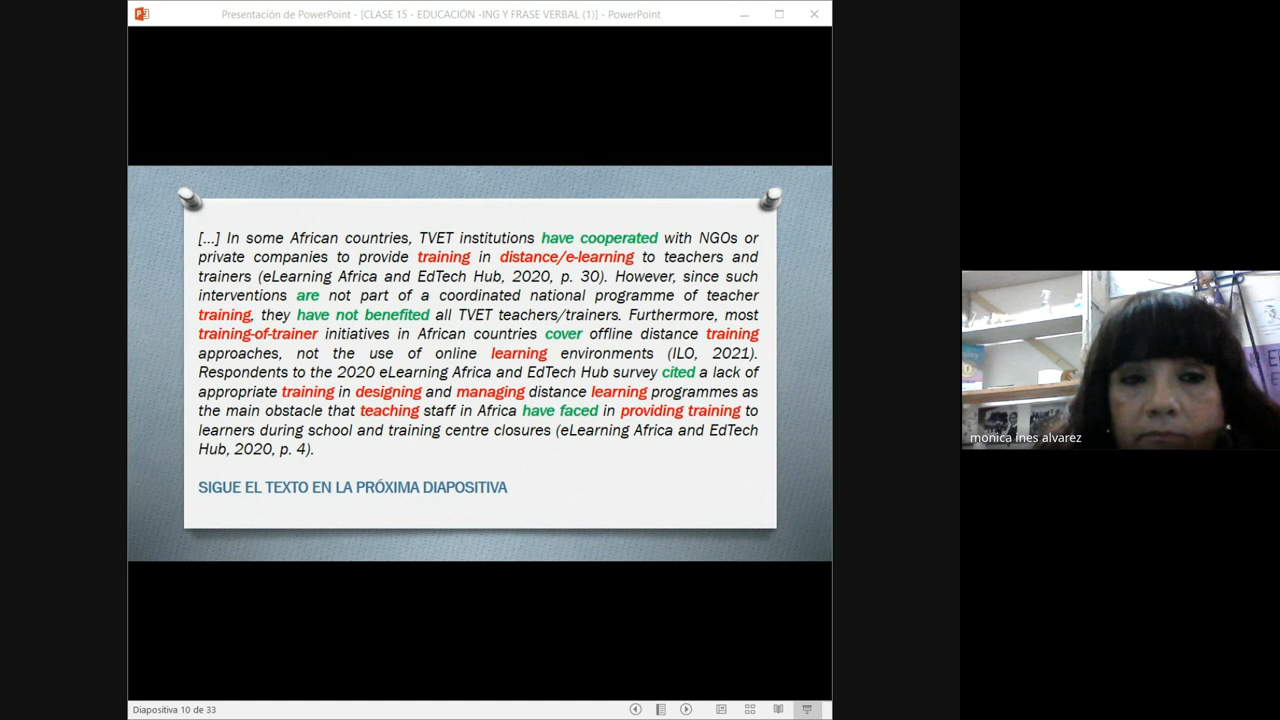 Presentación de PowerPoint - [CLASE 15 - EDUCACIÓN -ING Y FRASE VERBAL (1)] - PowerPoint
[...] In some African countries, TVET institutions have cooperated with NGOs or
private companies to provide training in distance/e-learning to teachers and
trainers (eLearning Africa and EdTech Hub, 2020, p. 30). However, since such
interventions are not part of a coordinated national programme of teacher
training, they have not benefited all TVET teachers/trainers. Furthermore, most
training-of-trainer initiatives in African countries cover offline distance training
approaches, not the use of online learning environments (ILO, 2021).
Respondents to the 2020 eLearning Africa and EdTech Hub survey cited a lack of
appropriate training in designing and managing distance learning programmes as
the main obstacle that teaching staff in Africa have faced in providing training to
learners during school and training centre closures (eLearning Africa and EdTech
Hub, 2020, p. 4).
SIGUE EL TEXTO EN LA PRÓXIMA DIAPOSITIVA
monica ines alvarez
Diapositiva 10 de 33